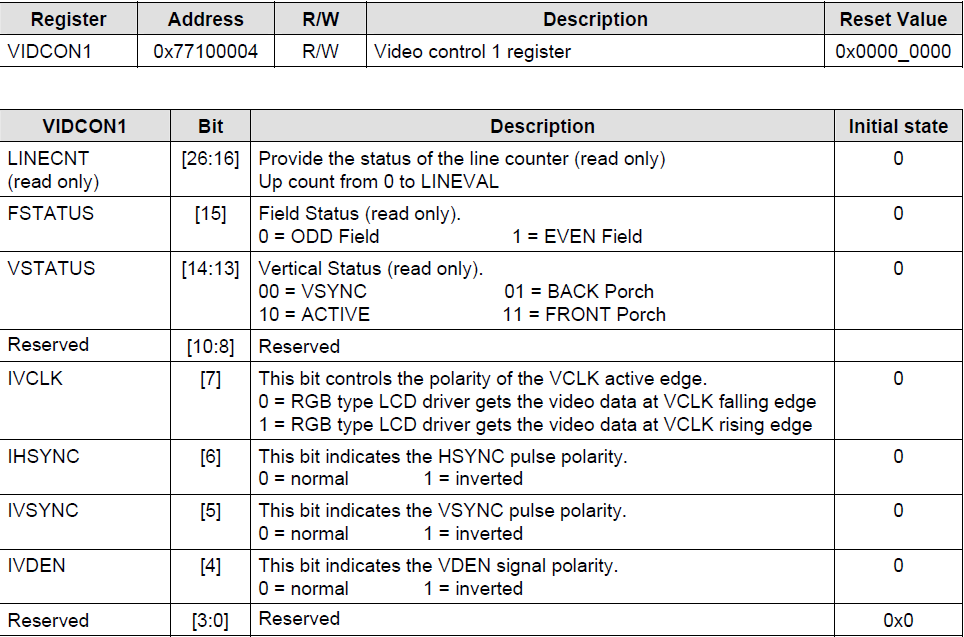 Register Address R/W Description Reset Value
VIDCON1 0x77100004 R/W Video control 1 register 0x0000_0000
VIDCON1 Bit Description Initial state
LINECNT [26:16] Provide the status of the line counter (read only) 0
(read only) Up count from 0 to LINEVAL
FSTATUS [15] Field Status (read only). 0
0 = ODD Field 1 = EVEN Field
VSTATUS [14:13] Vertical Status (read only). 0
00 = VSYNC 01 = BACK Porch
10 = ACTIVE 11 = FRONT Porch
Reserved [10:8] Reserved
IVCLK [7] This bit controls the polarity of the VCLK active edge. 0
0 = RGB type LCD driver gets the video data at VCLK falling edge
1 = RGB type LCD driver gets the video data at VCLK rising edge
IHSYNC [6] This bit indicates the HSYNC pulse polarity. 0
0 = normal 1 = inverted
IVSYNC [5] This bit indicates the VSYNC pulse polarity. 0
0 = normal 1 = inverted
IVDEN [4] This bit indicates the VDEN signal polarity. 0
0 = normal 1 = inverted
Reserved [3:0] Reserved 0x0